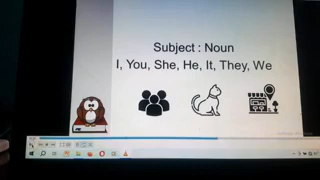 Subject : Noun
I, You, She, He, It, They, We